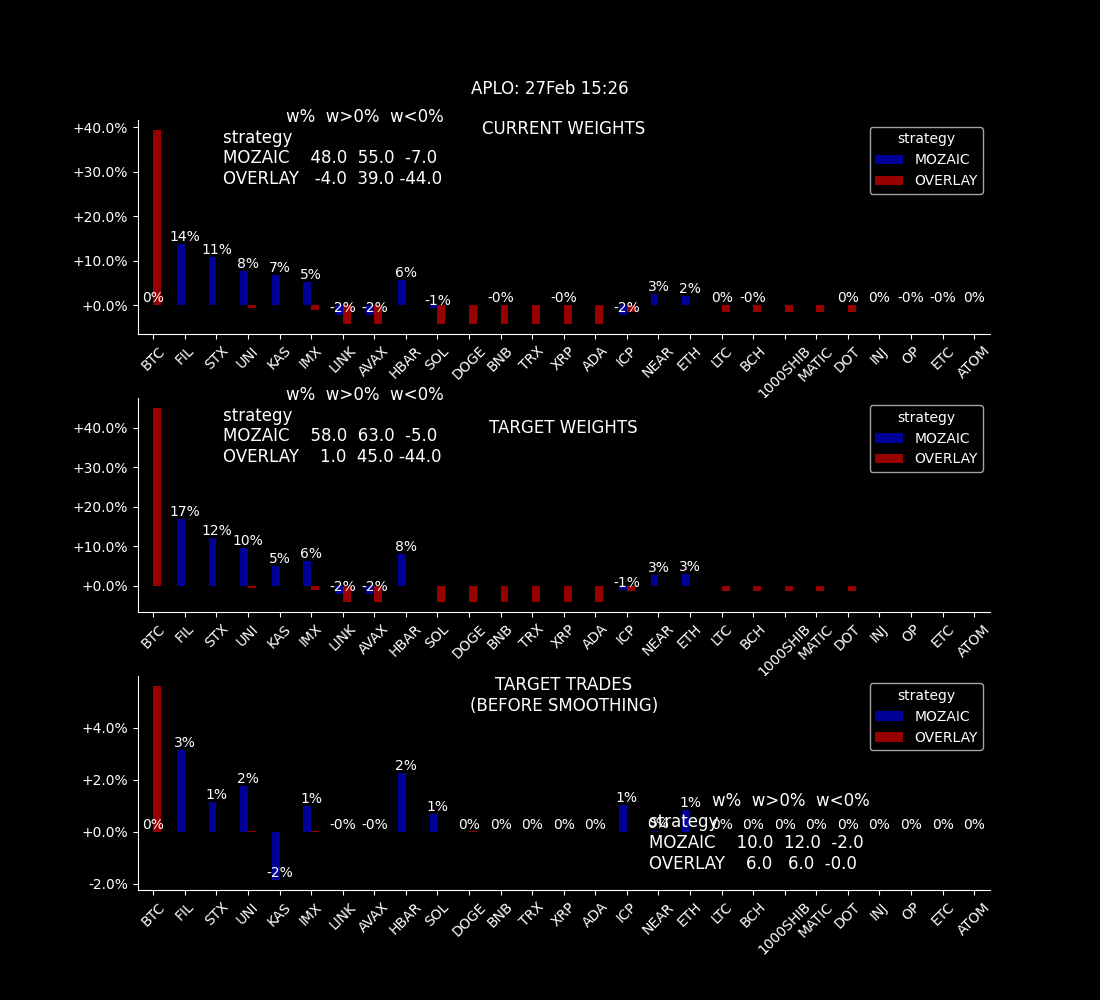 APLO: 27Feb 15:26
CURRENT WEIGHTS
w% w>0% w<0%
strategy
MOZAIC 48.0 55.0 -7.0
OVERLAY -4.0 39.0 -44.0
strategy
MOZAIC
OVERLAY
+40.0%
+30.0%
+20.0%
+10.0%
+0.0%
0% 14% 11% 8% 7% 5% -2% -2% 6% -1% -0% -0% -2% 3% 2% 0% -0% 0% 0% -0% -0% 0%
BTC FIL STX UNI KAS IMX LINK AVAX HBAR SOL DOGE BNB TRX XRP ADA ICP NEAR ETH LTC BCH 1000SHIB MATIC DOT INJ OP ETC ATOM
TARGET WEIGHTS
w% w>0% w<0%
strategy
MOZAIC 58.0 63.0 -5.0
OVERLAY 1.0 45.0 -44.0
strategy
MOZAIC
OVERLAY
+40.0%
+30.0%
+20.0%
+10.0%
+0.0%
17% 12% 10% 5% 6% -2% -2% 8% -1% 3% 3%
BTC FIL STX UNI KAS IMX LINK AVAX HBAR SOL DOGE BNB TRX XRP ADA ICP NEAR ETH LTC BCH 1000SHIB MATIC DOT INJ OP ETC ATOM
TARGET TRADES
(BEFORE SMOOTHING)
strategy
MOZAIC
OVERLAY
+4.0%
+2.0%
+0.0%
-2.0%
0% 3% 1% 2% -2% 1% -0% -0% 2% 1% 0% 0% 0% 0% 0% 1% 0% 1% 0% 0% 0% 0% 0% 0% 0% 0% 0%
w% w>0% w<0%
strategy
MOZAIC 10.0 12.0 -2.0
OVERLAY 6.0 6.0 -0.0
BTC FIL STX UNI KAS IMX LINK AVAX HBAR SOL DOGE BNB TRX XRP ADA ICP NEAR ETH LTC BCH 1000SHIB MATIC DOT INJ OP ETC ATOM